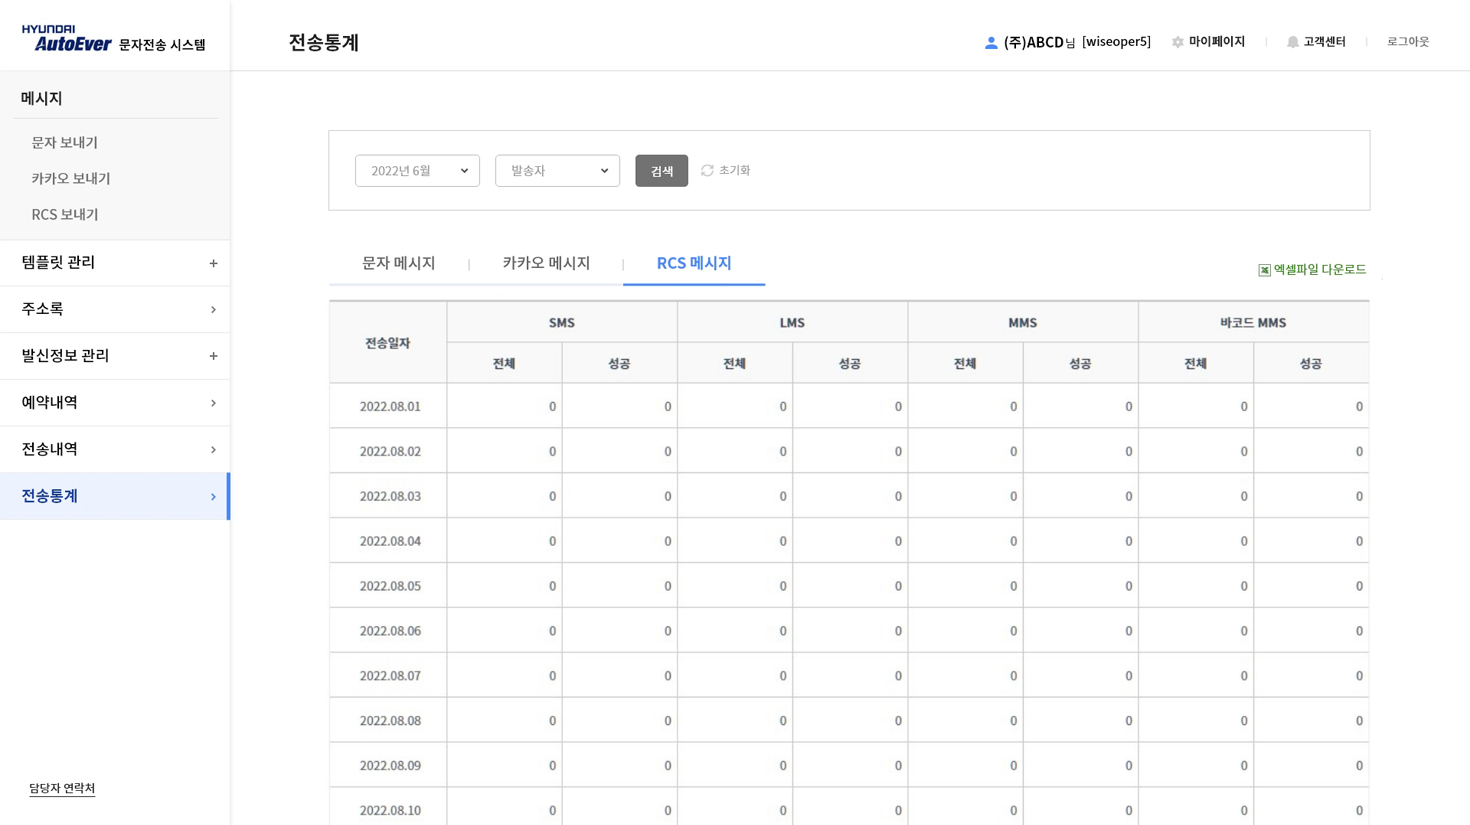 HYUNDAI
AutoEver 문자전송 시스템
전송통계
(주)ABCD 님 [wiseoper5]
마이페이지
고객센터
로그아웃
메시지
문자 보내기
카카오 보내기
RCS 보내기
템플릿 관리
주소록
발신정보 관리
예약내역
전송내역
전송통계
담당자 연락처
2022년 6월
발송자
검색
초기화
문자 메시지
카카오 메시지
RCS 메시지
엑셀파일 다운로드
전송일자 SMS LMS MMS 바코드 MMS
전체 성공 전체 성공 전체 성공 전체 성공
2022.08.01 0 0 0 0 0 0 0 0
2022.08.02 0 0 0 0 0 0 0 0
2022.08.03 0 0 0 0 0 0 0 0
2022.08.04 0 0 0 0 0 0 0 0
2022.08.05 0 0 0 0 0 0 0 0
2022.08.06 0 0 0 0 0 0 0 0
2022.08.07 0 0 0 0 0 0 0 0
2022.08.08 0 0 0 0 0 0 0 0
2022.08.09 0 0 0 0 0 0 0 0
2022.08.10 0 0 0 0 0 0 0 0